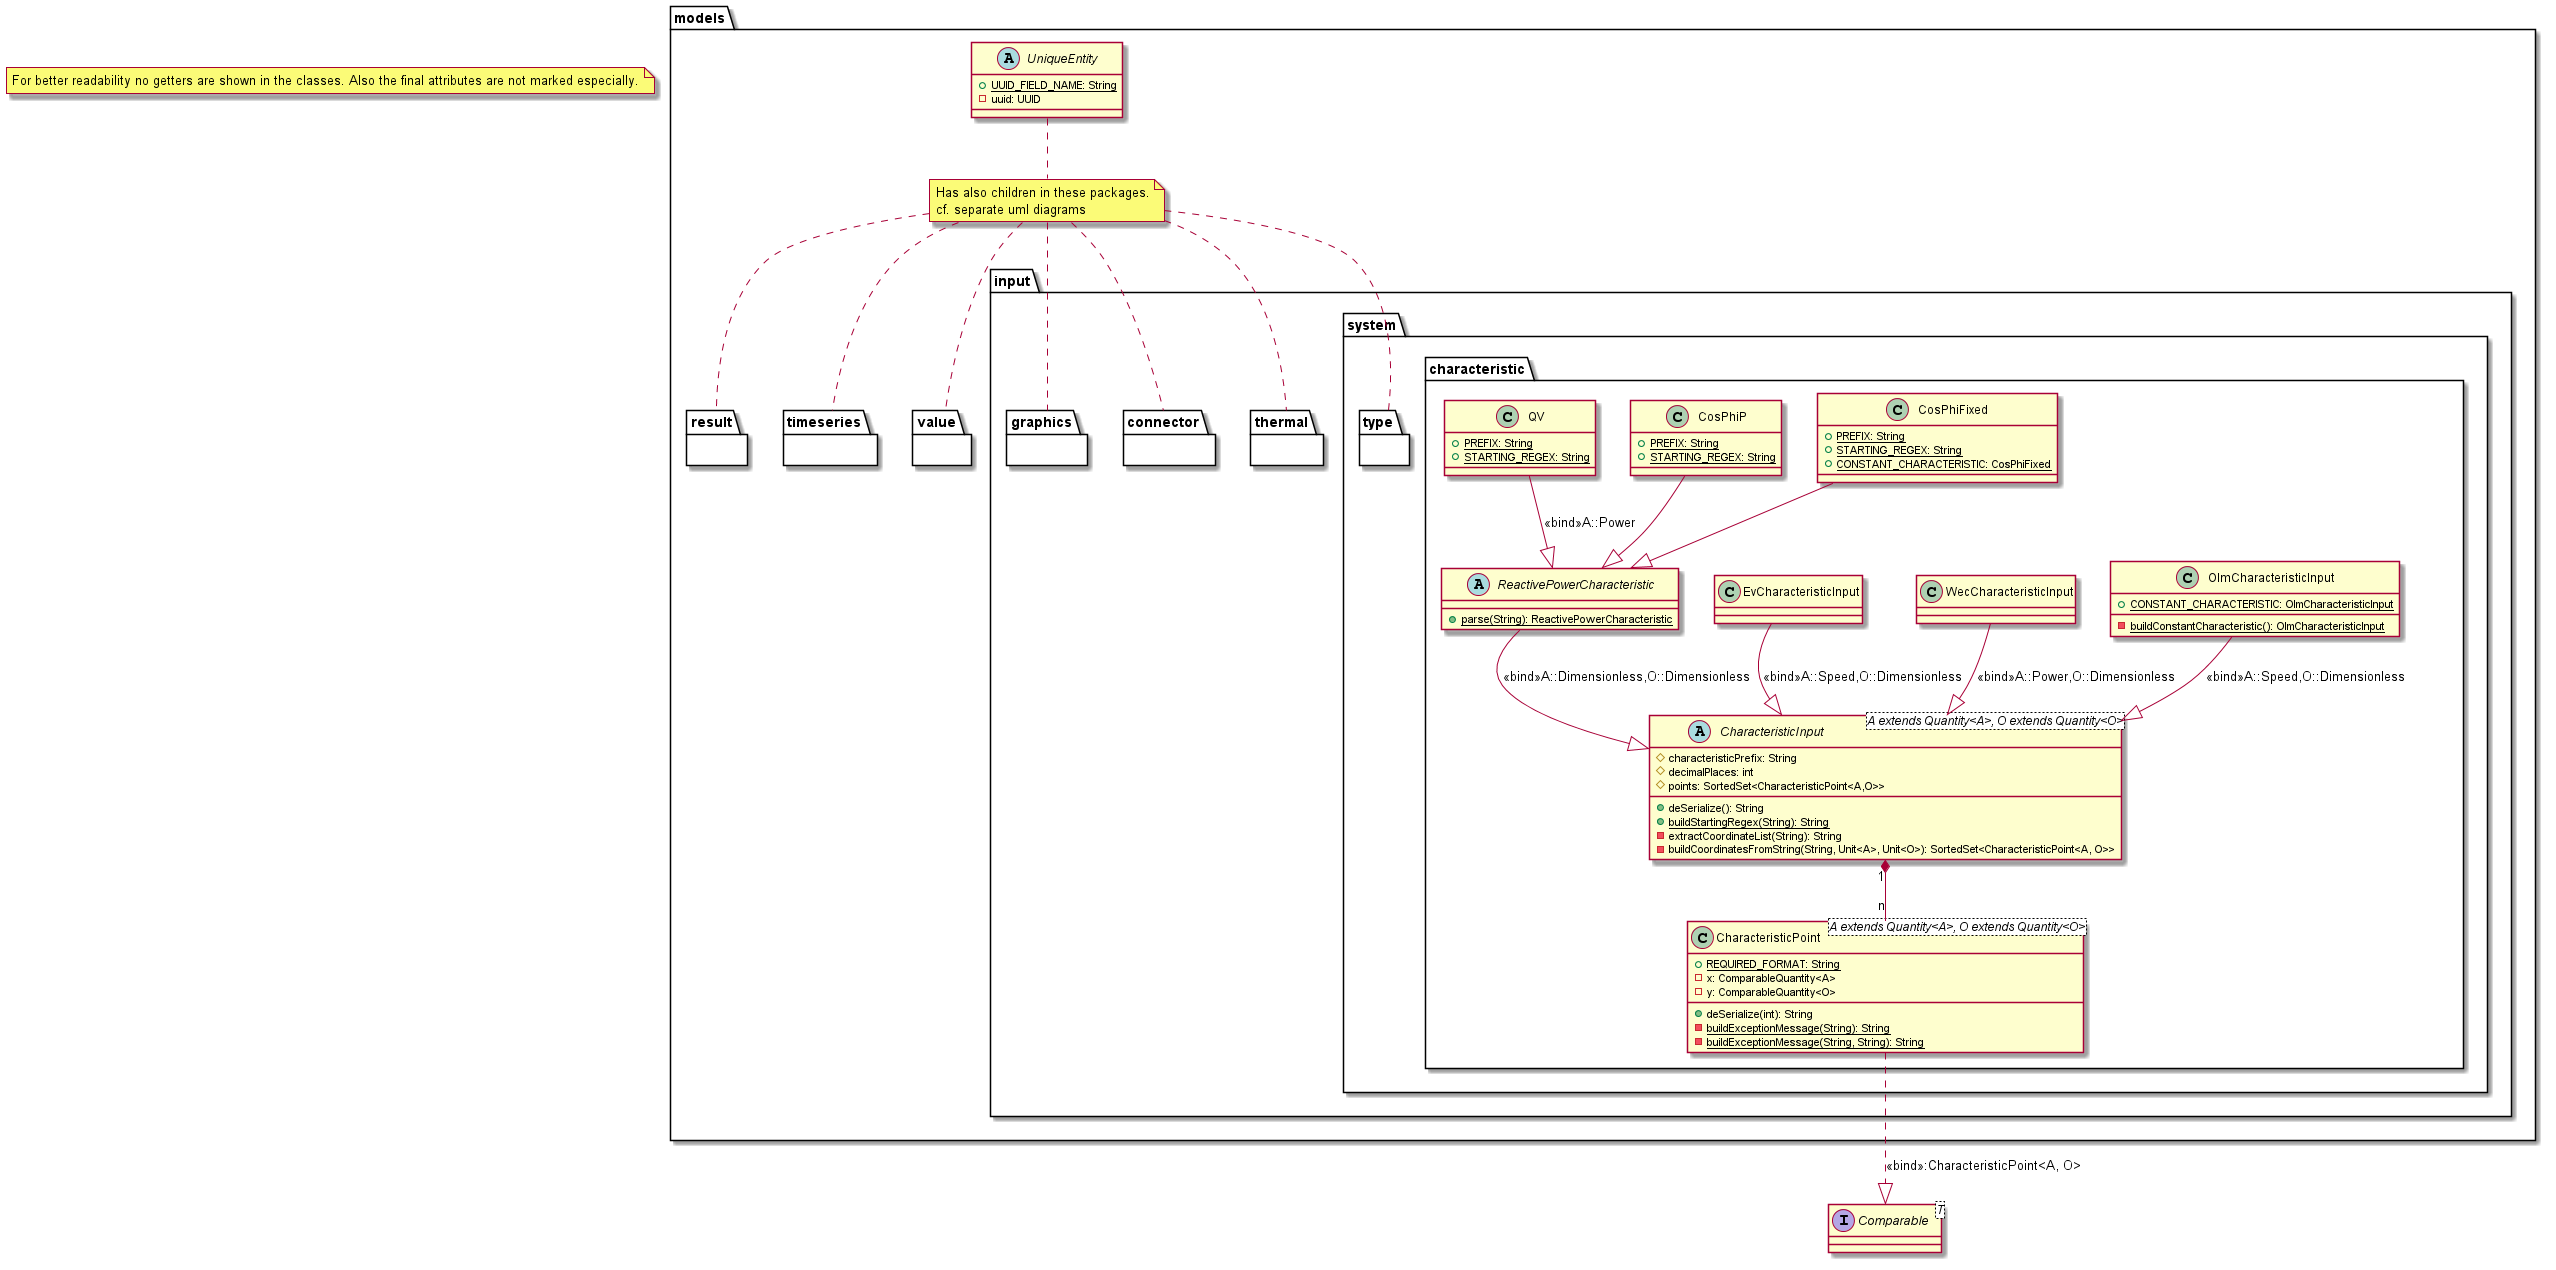 models
For better readability no getters are shown in the classes. Also the final attributes are not marked especially.
A UniqueEntity
UUID_FIELD_NAME: String
uuid: UUID
Has also children in these packages.
cf. separate uml diagrams
input
system
characteristic
result
timeseries
value
graphics
connector
thermal
type
C QV
PREFIX: String
STARTING_REGEX: String
C CosPhiP
PREFIX: String
STARTING_REGEX: String
C CosPhiFixed
PREFIX: String
STARTING_REGEX: String
CONSTANT_CHARACTERISTIC: CosPhiFixed
«bind»A::Power
A ReactivePowerCharacteristic
parse(String): ReactivePowerCharacteristic
C EvCharacteristicInput
C WecCharacteristicInput
C OlmCharacteristicInput
CONSTANT_CHARACTERISTIC: OlmCharacteristicInput
buildConstantCharacteristic(): OlmCharacteristicInput
«bind»A::Dimensionless,O::Dimensionless
«bind»A::Speed,O::Dimensionless
«bind»A::Power,O::Dimensionless
«bind»A::Speed,O::Dimensionless
A CharacteristicInput
A extends Quantity<A>, O extends Quantity<O>
characteristicPrefix: String
decimalPlaces: int
points: SortedSet<CharacteristicPoint<A,O>>
deSerialize(): String
buildStartingRegex(String): String
extractCoordinateList(String): String
buildCoordinatesFromString(String, Unit<A>, Unit<O>): SortedSet<CharacteristicPoint<A, O>>
1
n
C CharacteristicPoint
A extends Quantity<A>, O extends Quantity<O>
REQUIRED_FORMAT: String
x: ComparableQuantity<A>
y: ComparableQuantity<O>
deSerialize(int): String
buildExceptionMessage(String): String
buildExceptionMessage(String, String): String
«bind»:CharacteristicPoint<A, O>
I Comparable
T